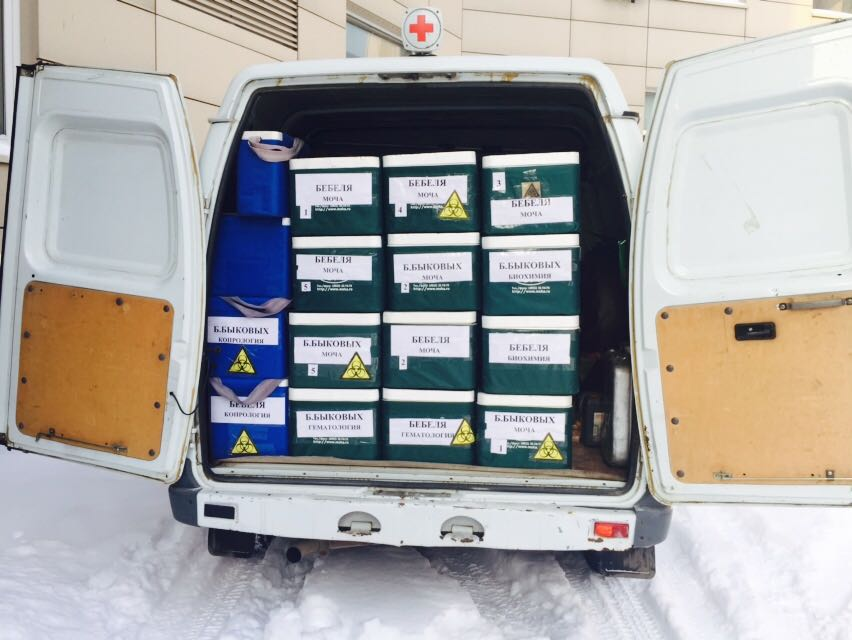 БЕБЕЛЯ
МОЧА
1
БЕБЕЛЯ
МОЧА
4
3
БЕБЕЛЯ
МОЧА
БЕБЕЛЯ
МОЧА
5
Б.БЫКОВЫХ
МОЧА
2
Б.БЫКОВЫХ
БИОХИМИЯ
Б.БЫКОВЫХ
КОПРОЛОГИЯ
Б.БЫКОВЫХ
МОЧА
5
БЕБЕЛЯ
МОЧА
2
БЕБЕЛЯ
БИОХИМИЯ
БЕБЕЛЯ
КОПРОЛОГИЯ
Б.БЫКОВЫХ
ГЕМАТОЛОГИЯ
БЕБЕЛЯ
ГЕМАТОЛОГИЯ
Б.БЫКОВЫХ
МОЧА
1